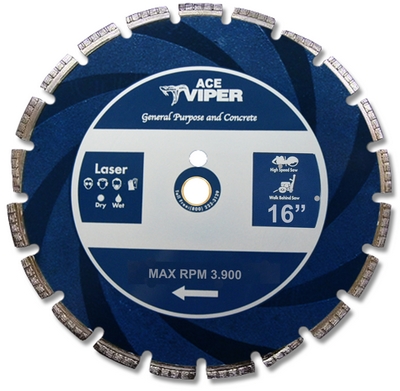 ACE
VIPER
General Purpose and Concrete
Laser
Dry Wet
High Speed Saw
Walk Behind Saw
16”
MAX RPM 3.900